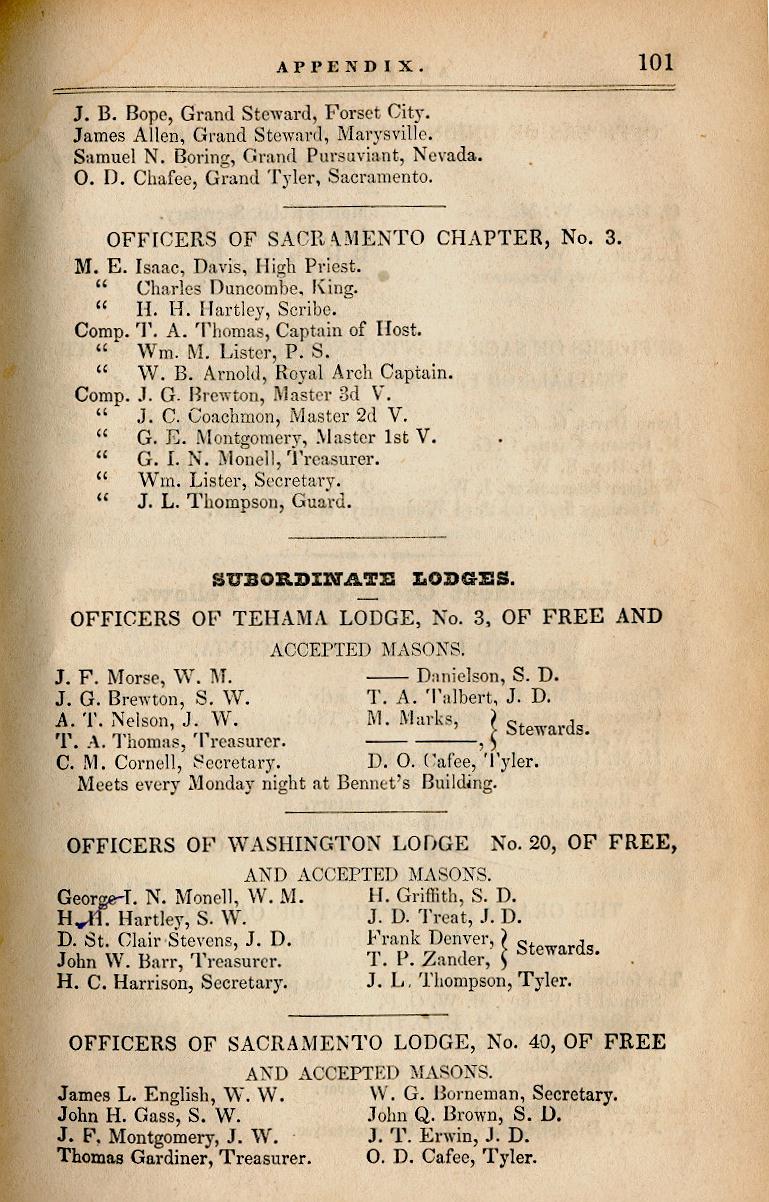 APPENDIX. 101
J. B. Bope, Grand Steward, Forset City.
James Allen, Grand Steward, Marysville.
Samuel N. Boring, Grand Pursuviant, Nevada.
O. D. Chafee, Grand Tyler, Sacramento.
OFFICERS OF SACRAMENTO CHAPTER, No. 3.
M. E. Isaac, Davis, High Priest.
“ Charles Duncombe, King.
“ H. H. Hartley, Scribe.
Comp. T. A. Thomas, Captain of Host.
“ Wm. M. Lister, P. S.
“ W. B. Arnold, Royal Arch Captain.
Comp. J. G. Brewton, Master 3d V.
“ J. C. Coachmon, Master 2d V.
“ G. E. Montgomery, Master 1st V.
“ G. I. N. Monell, Treasurer.
“ Wm. Lister, Secretary.
“ J. L. Thompson, Guard.
SUBORDINATE LODGES.
OFFICERS OF TEHAMA LODGE, No. 3, OF FREE AND
ACCEPTED MASONS.
J. F. Morse, W. M.
J. G. Brewton, S. W.
A. T. Nelson, J. W.
T. A. Thomas, Treasurer.
C. M. Cornell, Secretary.
—— Danielson, S. D.
T. A. Talbert, J. D.
M. Marks, } Stewards.
—— ——, }
D. O. Cafee, Tyler.
Meets every Monday night at Bennet's Building.
OFFICERS OF WASHINGTON LODGE No. 20, OF FREE,
AND ACCEPTED MASONS.
George I. N. Monell, W. M.
H. H. Hartley, S. W.
D. St. Clair Stevens, J. D.
John W. Barr, Treasurer.
H. C. Harrison, Secretary.
H. Griffith, S. D.
J. D. Treat, J. D.
Frank Denver, } Stewards.
T. P. Zander, }
J. L. Thompson, Tyler.
OFFICERS OF SACRAMENTO LODGE, No. 40, OF FREE
AND ACCEPTED MASONS.
James L. English, W. W.
John H. Gass, S. W.
J. F. Montgomery, J. W.
Thomas Gardiner, Treasurer.
W. G. Borneman, Secretary.
John Q. Brown, S. D.
J. T. Erwin, J. D.
O. D. Cafee, Tyler.